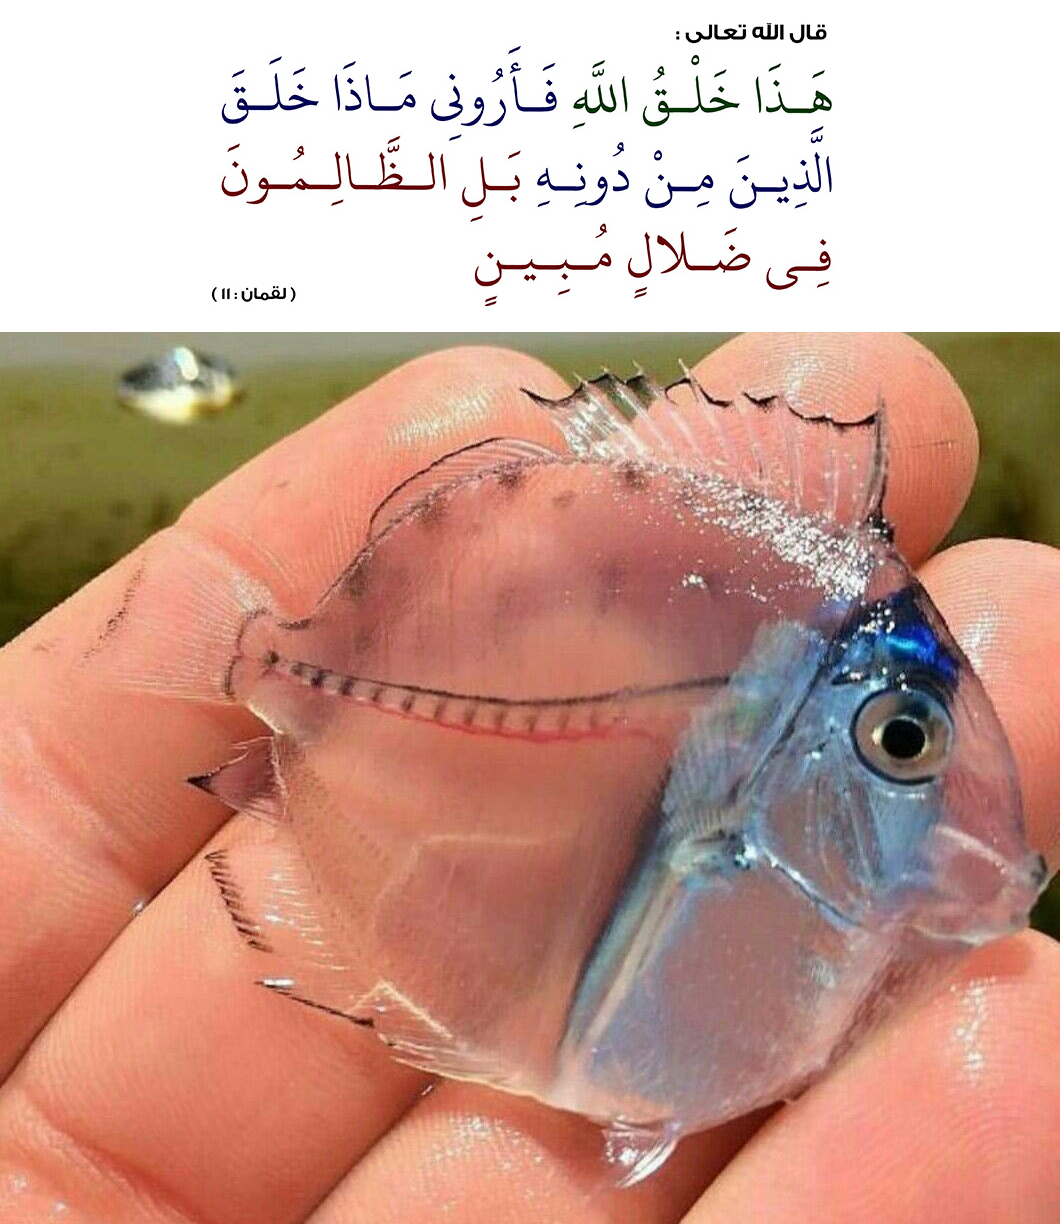 قال الله تعالى :
هَـذَا خَلْـقُ اللَّهِ فَـأَرُونِى مَـاذَا خَلَـقَ
الَّذِيـنَ مِـنْ دُونِـهِ بَـلِ الـظَّـالِـمُـونَ
فِـى ضَـلالٍ مُـبِـيـنٍ
( لقمان : ١١ )